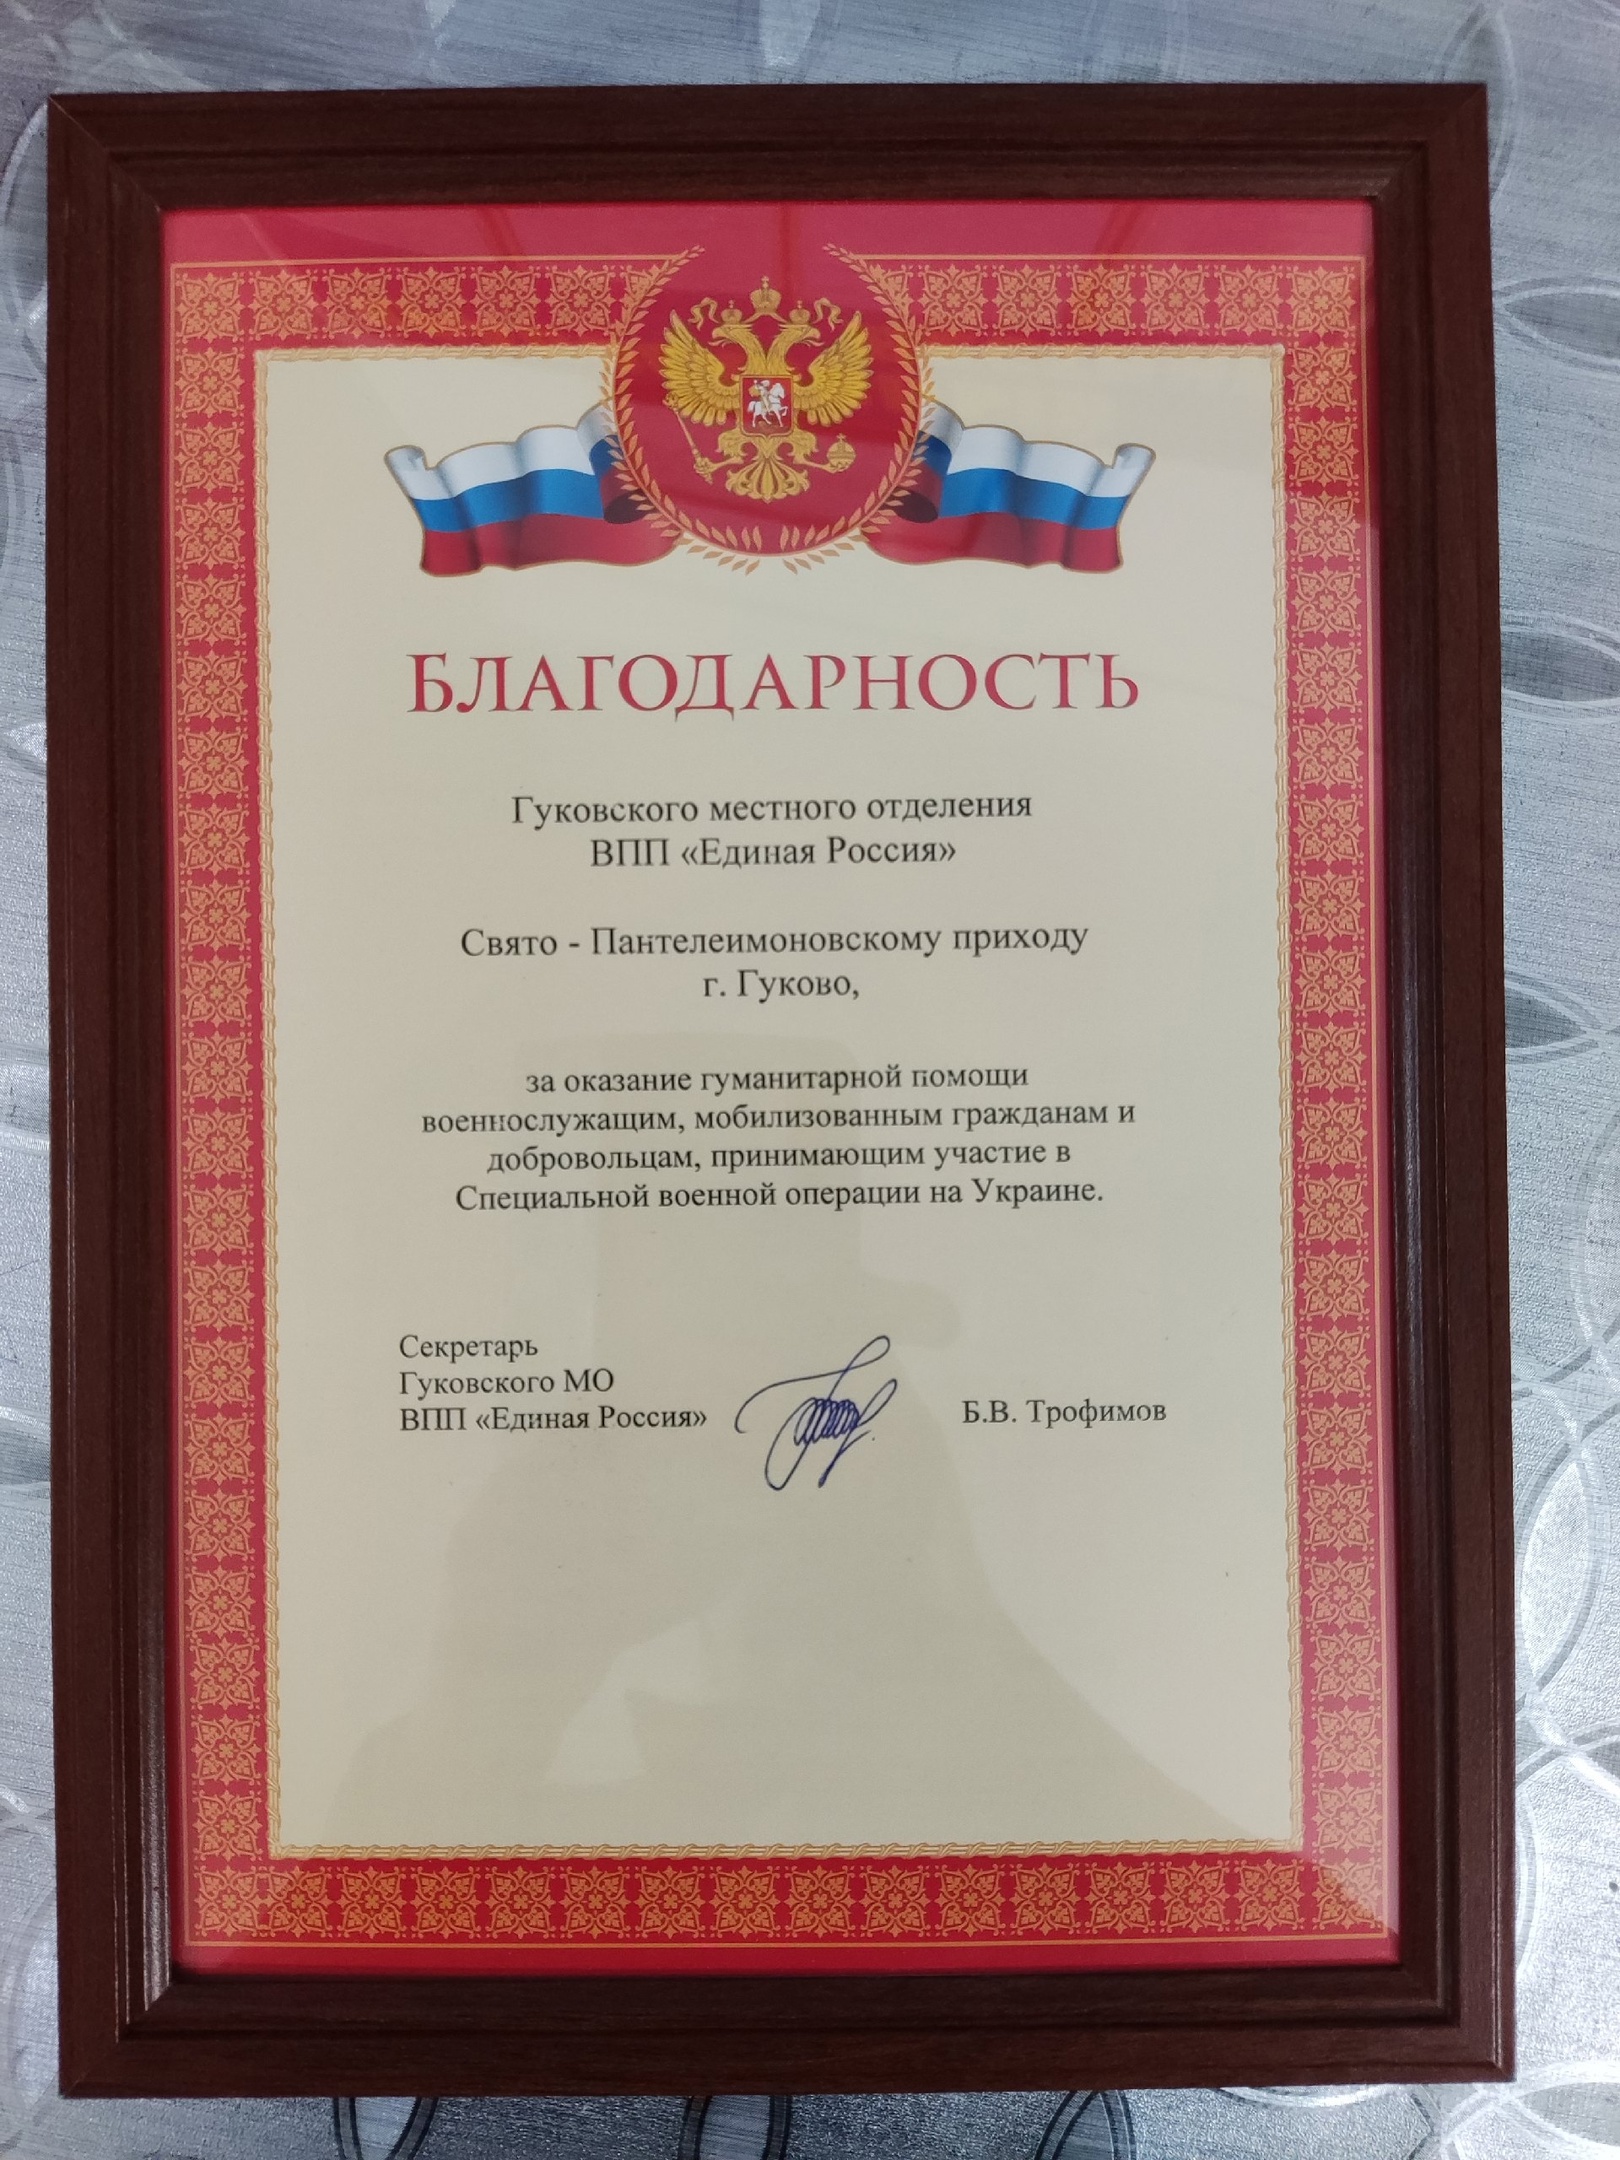 БЛАГОДАРНОСТЬ
Гуковского местного отделения
ВПП «Единая Россия»
Свято - Пантелеимоновскому приходу
г. Гуково,
за оказание гуманитарной помощи
военнослужащим, мобилизованным гражданам и
добровольцам, принимающим участие в
Специальной военной операции на Украине.
Секретарь
Гуковского МО
ВПП «Единая Россия»
Б.В. Трофимов